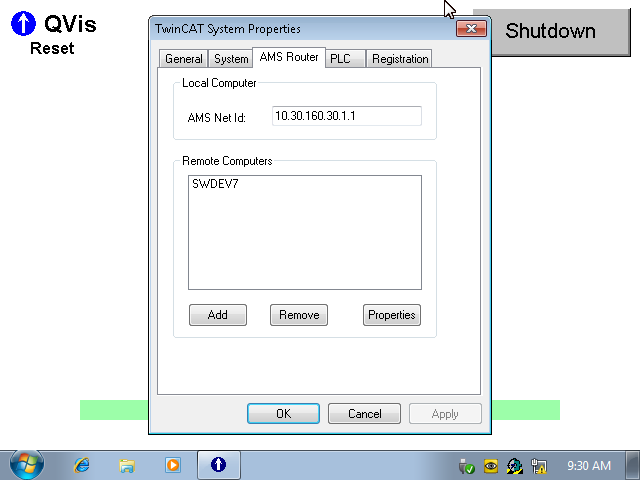 QVis
Reset
Shutdown
TwinCAT System Properties
General System AMS Router PLC Registration
Local Computer
AMS Net Id: 10.30.160.30.1.1
Remote Computers
SWDEV7
Add Remove Properties
OK Cancel Apply
9:30 AM